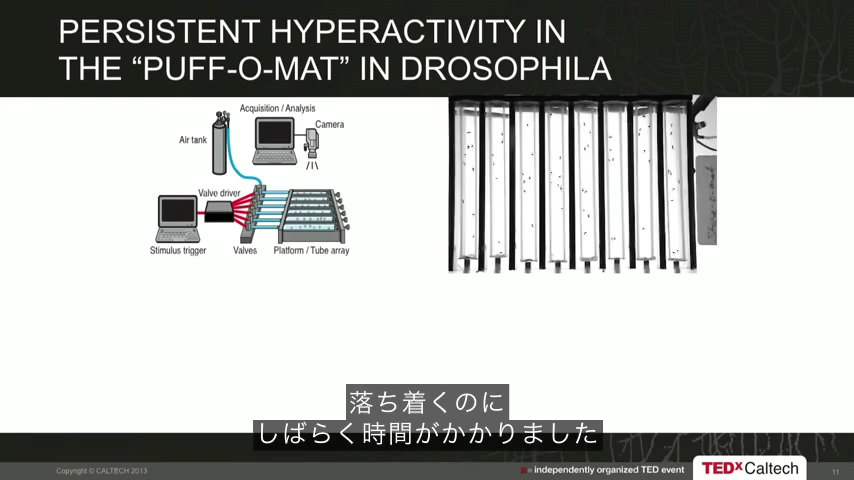 PERSISTENT HYPERACTIVITY IN
THE “PUFF-O-MAT” IN DROSOPHILA
Acquisition / Analysis
Camera
Air tank
Valve driver
Stimulus trigger
Valves
Platform / Tube array
落ち着くのに
しばらく時間がかかりました
Copyright © CALTECH 2013
x = independently organized TED event
TEDxCaltech
11